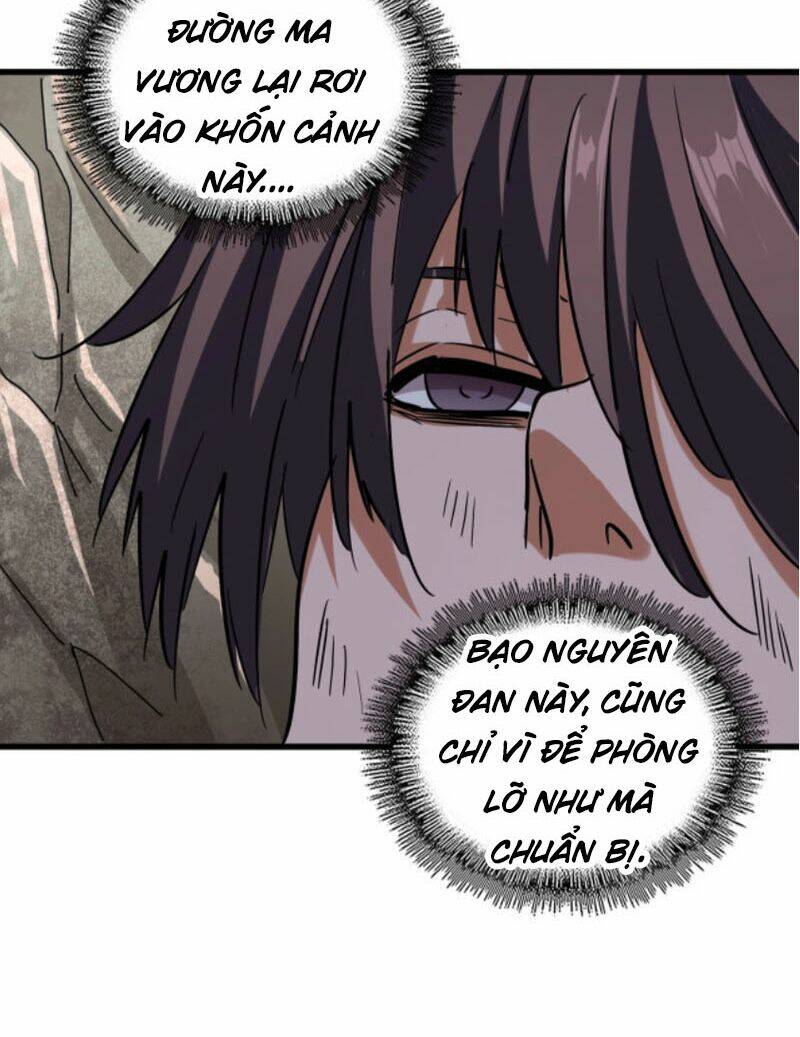 ĐƯỜNG MA
VƯƠNG LẠI RƠI
VÀO KHỐN CẢNH
NÀY....
BẠO NGUYÊN
ĐAN NÀY, CŨNG
CHỈ VÌ ĐỂ PHÒNG
LỠ NHƯ MÀ
CHUẨN BỊ.